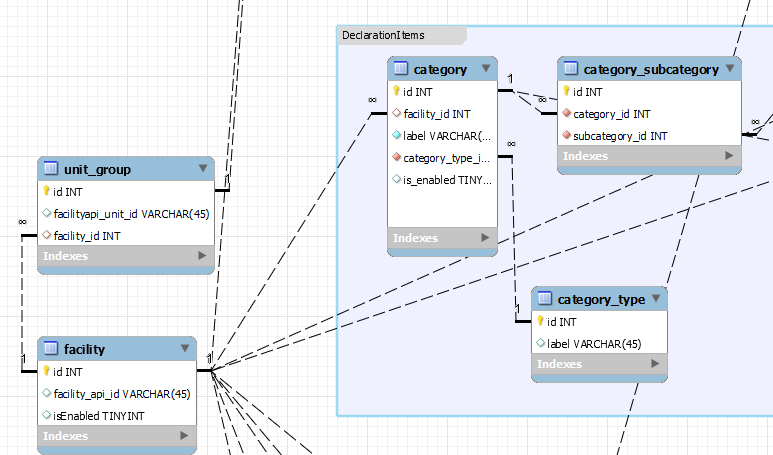 DeclarationItems
category
id INT
facility_id INT
label VARCHAR(...
category_type_i...
is_enabled TINY...
Indexes
category_subcategory
id INT
category_id INT
subcategory_id INT
Indexes
unit_group
id INT
facilityapi_unit_id VARCHAR(45)
facility_id INT
Indexes
category_type
id INT
label VARCHAR(45)
Indexes
facility
id INT
facility_api_id VARCHAR(45)
isEnabled TINYINT
Indexes
1
∞
∞
∞
∞
1
1
∞
1
1